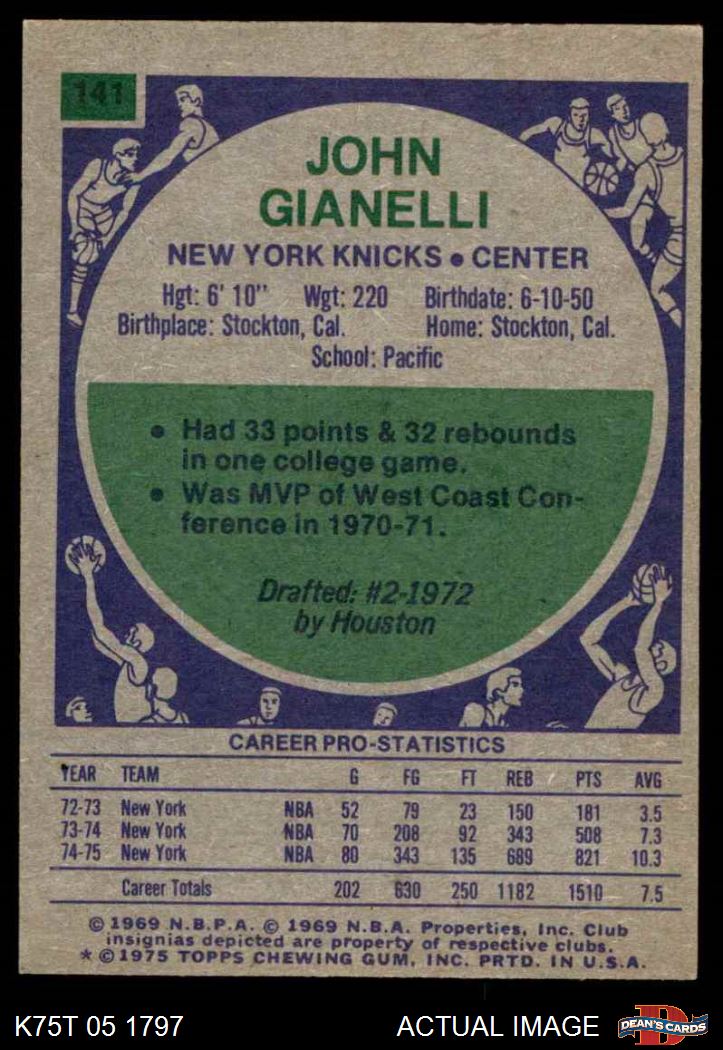 141
JOHN
GIANELLI
NEW YORK KNICKS • CENTER
Hgt: 6' 10" Wgt: 220 Birthdate: 6-10-50
Birthplace: Stockton, Cal. Home: Stockton, Cal.
School: Pacific
• Had 33 points & 32 rebounds
in one college game.
• Was MVP of West Coast Con-
ference in 1970-71.
Drafted: #2-1972
by Houston
CAREER PRO-STATISTICS
YEAR TEAM G FG FT REB PTS AVG
72-73 New York NBA 52 79 23 150 181 3.5
73-74 New York NBA 70 208 92 343 508 7.3
74-75 New York NBA 80 343 135 689 821 10.3
Career Totals 202 630 250 1182 1510 7.5
© 1969 N.B.P.A. © 1969 N.B.A. Properties, Inc. Club
insignias depicted are property of respective clubs.
* © 1975 TOPPS CHEWING GUM, INC. PRTD. IN U.S.A.
K75T 05 1797 ACTUAL IMAGE DEAN'S CARDS